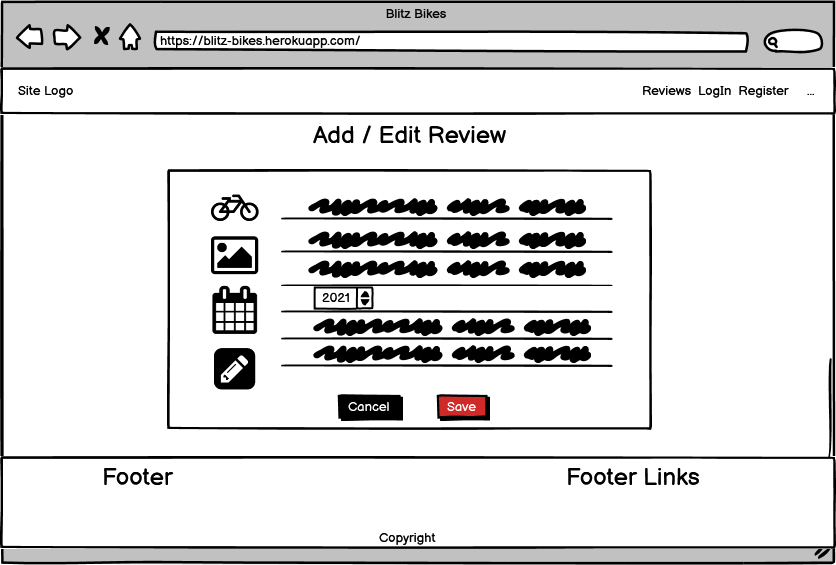 Blitz Bikes
https://blitz-bikes.herokuapp.com/
Site Logo
Reviews LogIn Register ...
Add / Edit Review
2021
Cancel Save
Footer Footer Links
Copyright